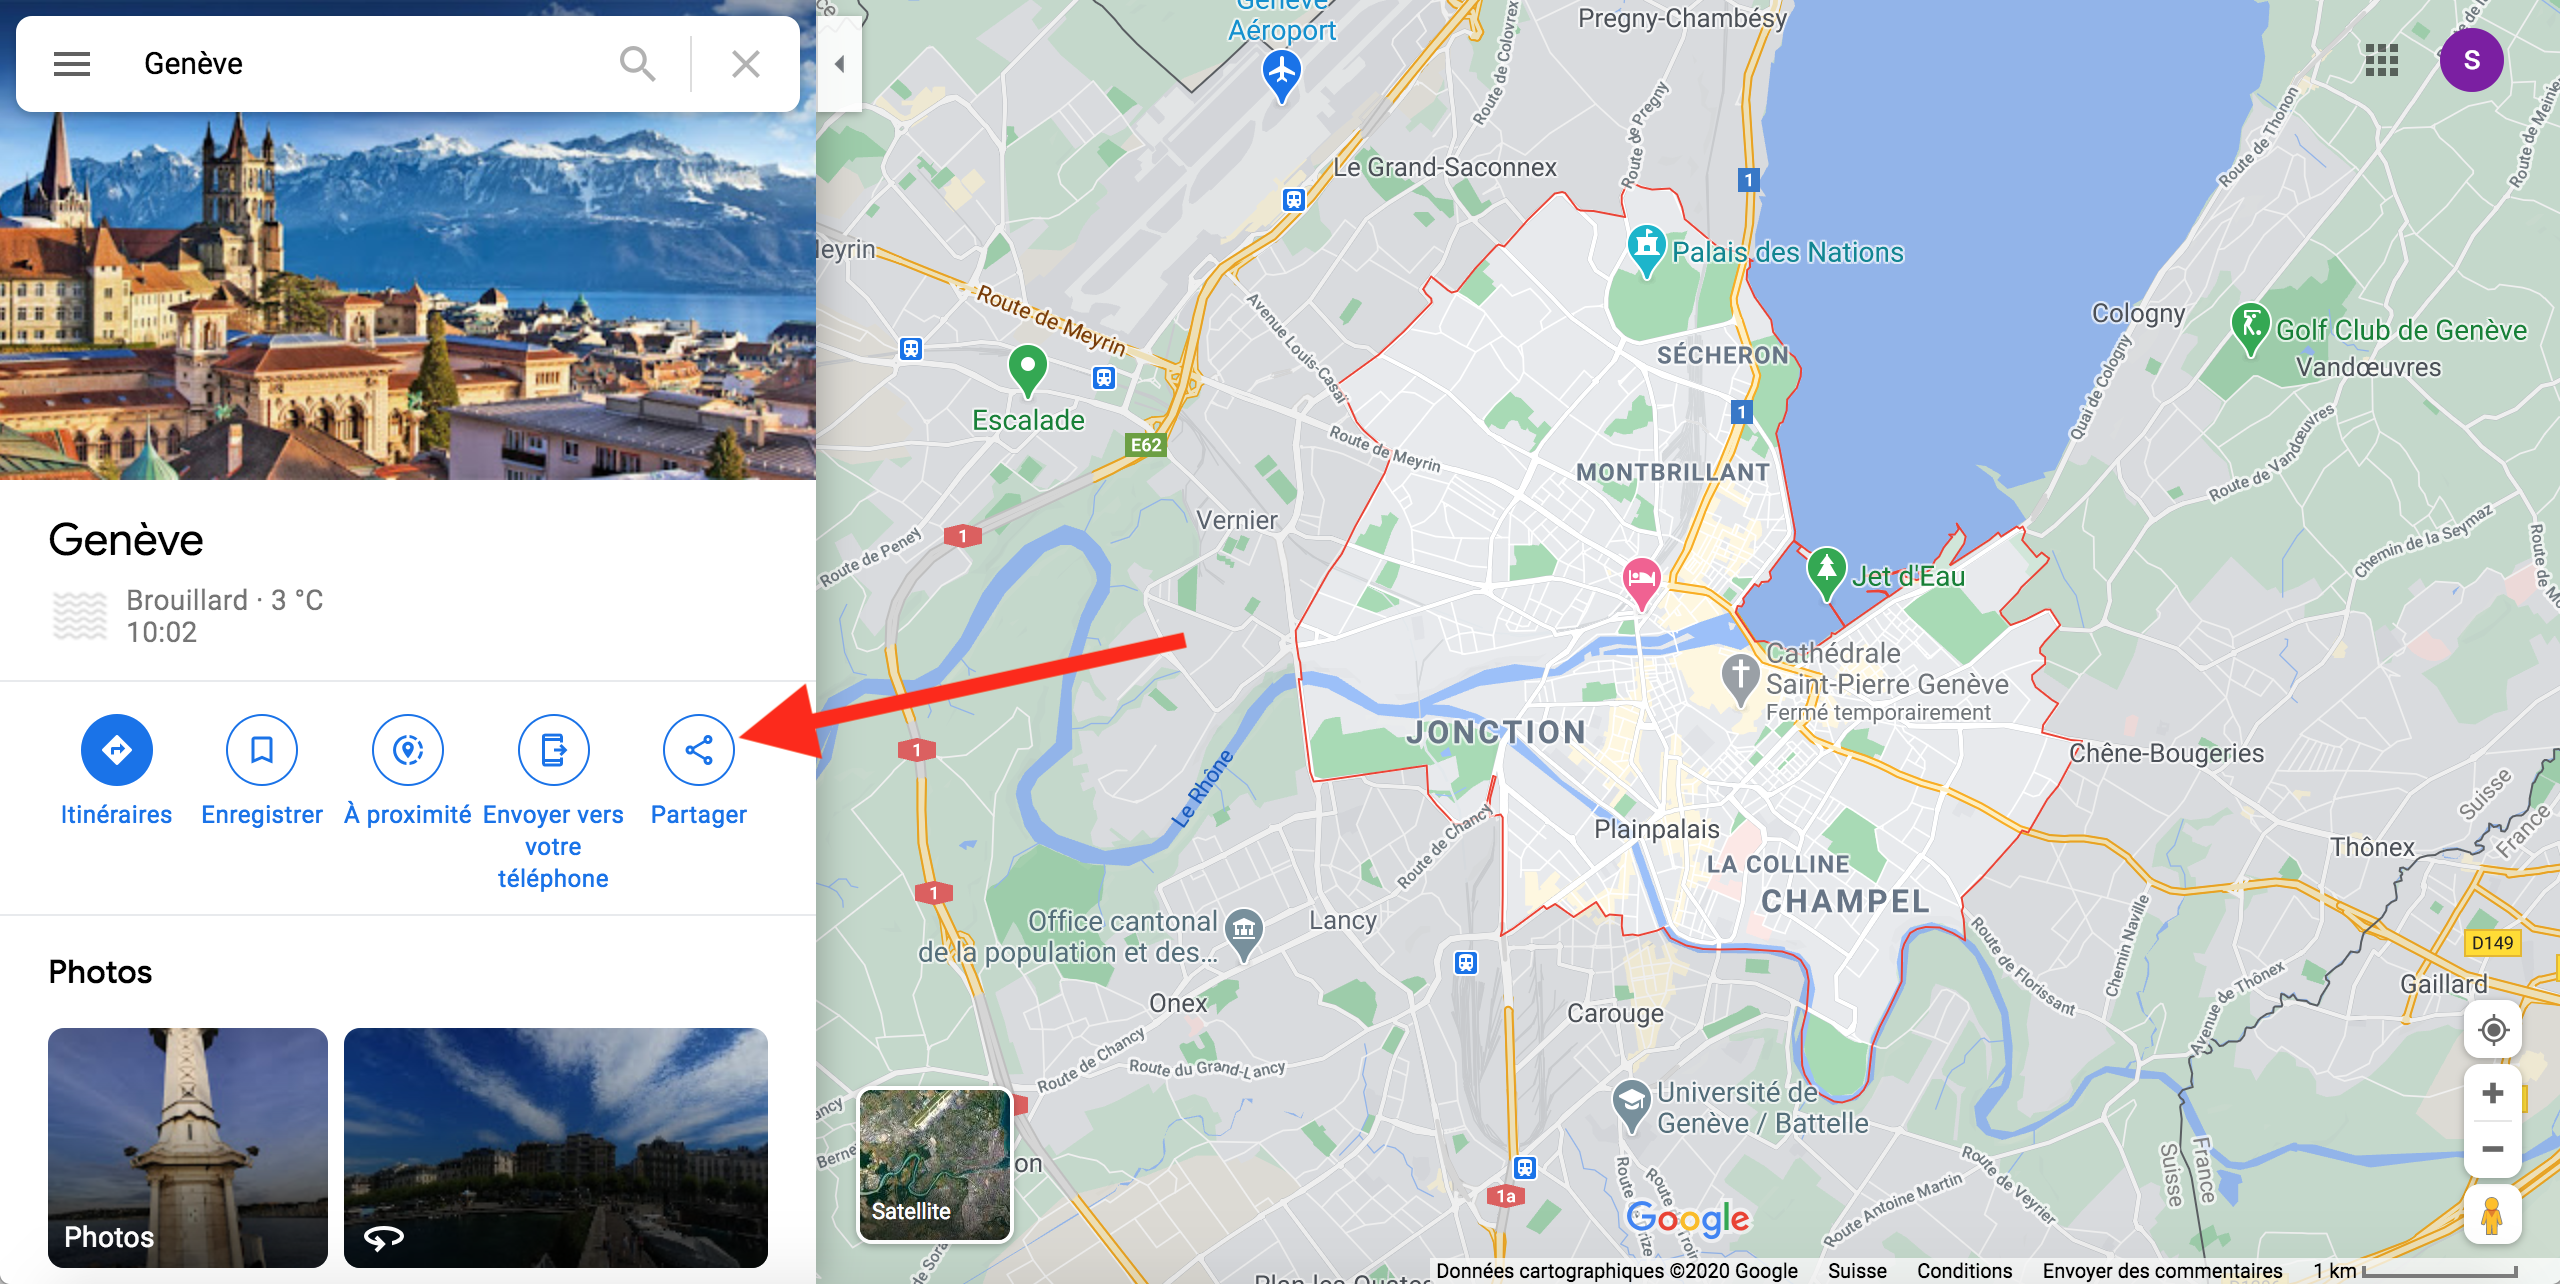 Genève
Genève
Brouillard · 3 °C
10:02
Itinéraires
Enregistrer
À proximité
Envoyer vers
votre
téléphone
Partager
Photos
Photos
Genève
Aéroport
Pregny-Chambésy
Route de Colovrex
Route de Pregny
Le Grand-Saconnex
1
Palais des Nations
Route de Thonon
S
Route de Meyrin
Avenue Louis-Casaï
Escalade
E62
SÉCHERON
1
Cologny
Golf Club de Genève
Vandœuvres
Quai de Cologny
Route de Vandœuvres
Route de Meyrin
MONTBRILLANT
Vernier
1
Route de Peney
Chemin de la Seymaz
Jet d'Eau
Cathédrale
Saint-Pierre Genève
Fermé temporairement
JONCTION
1
Le Rhône
Chêne-Bougeries
Suisse
France
Plainpalais
Route de Chancy
LA COLLINE
CHAMPEL
Thônex
1
Office cantonal
de la population et des...
Lancy
Route de Florissant
Chemin Naville
D149
Gaillard
Avenue de Thônex
Onex
Carouge
Route de Chancy
Route du Grand-Lancy
Université de
Genève / Battelle
Satellite
1a
Route de Veyrier
Route Antoine Martin
Suisse
France
Google
Données cartographiques ©2020 Google
Suisse
Conditions
Envoyer des commentaires
1 km